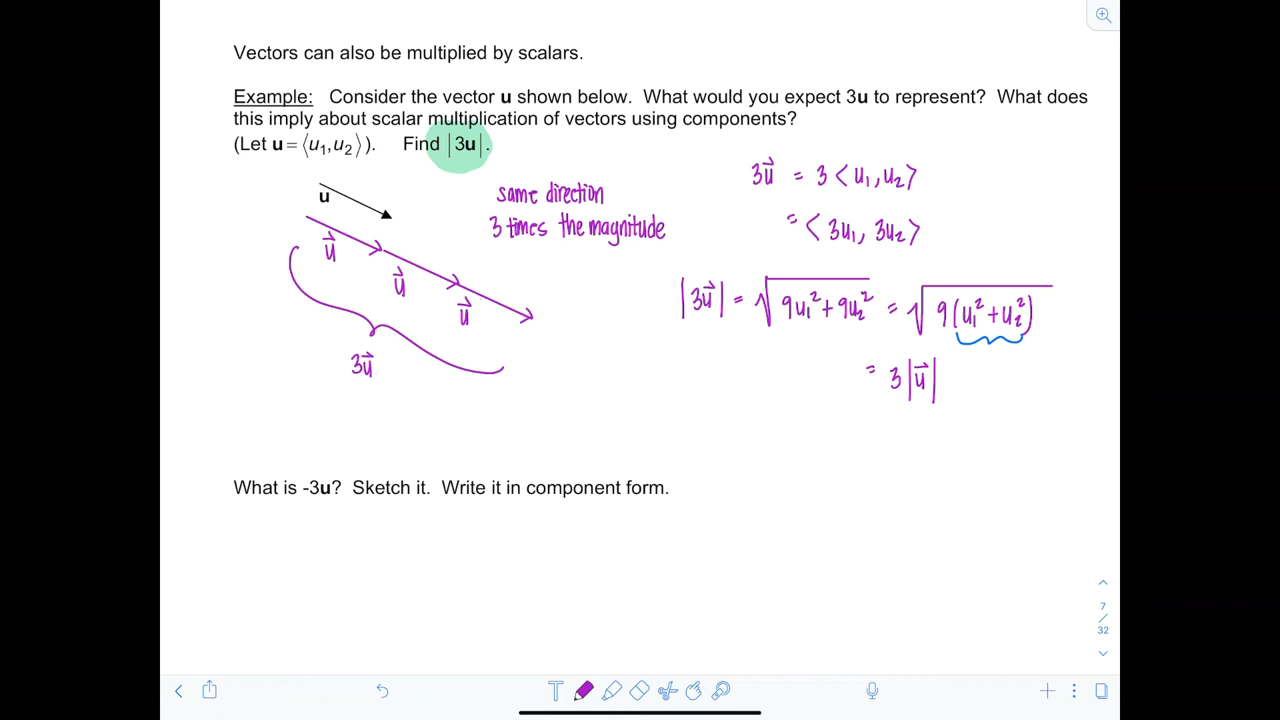 Vectors can also be multiplied by scalars.
Example: Consider the vector u shown below. What would you expect 3u to represent? What does
this imply about scalar multiplication of vectors using components?
(Let u = ⟨u₁,u₂⟩). Find |3u|.
u
u⃗
u⃗
u⃗
3u⃗
same direction
3 times the magnitude
3u⃗ = 3⟨u₁, u₂⟩
= ⟨3u₁, 3u₂⟩
|3u⃗| = √(9u₁² + 9u₂²) = √(9(u₁² + u₂²))
= 3|u⃗|
What is -3u? Sketch it. Write it in component form.
7
/
32
T